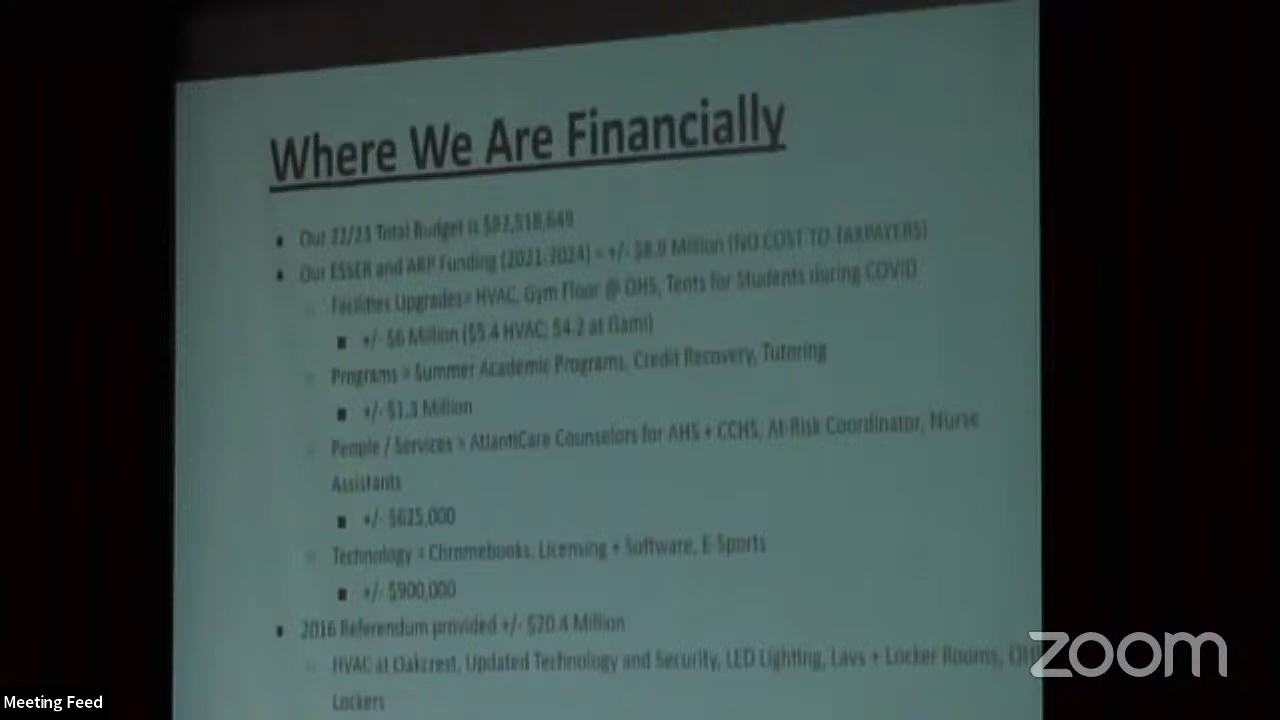 Where We Are Financially
Our 22/23 Total Budget is $82,518,649
Our ESSER and ARP Funding (2021-2024) = +/- $8.9 Million (NO COST TO TAXPAYERS)
Facilities Upgrades= HVAC, Gym Floor @ OHS, Tents for Students during COVID
+/- $6 Million ($5.4 HVAC; $4.2 at Gami)
Programs = Summer Academic Programs, Credit Recovery, Tutoring
+/- $1.3 Million
People / Services = AtlantiCare Counselors for AHS + CCHS, At-Risk Coordinator, Nurse
Assistants
+/- $625,000
Technology = Chromebooks, Licensing + Software, E-Sports
+/- $900,000
2016 Referendum provided +/- $20.4 Million
HVAC at Oakcrest, Updated Technology and Security, LED Lighting, Lavs + Locker Rooms,
Lockers
zoom
Meeting Feed